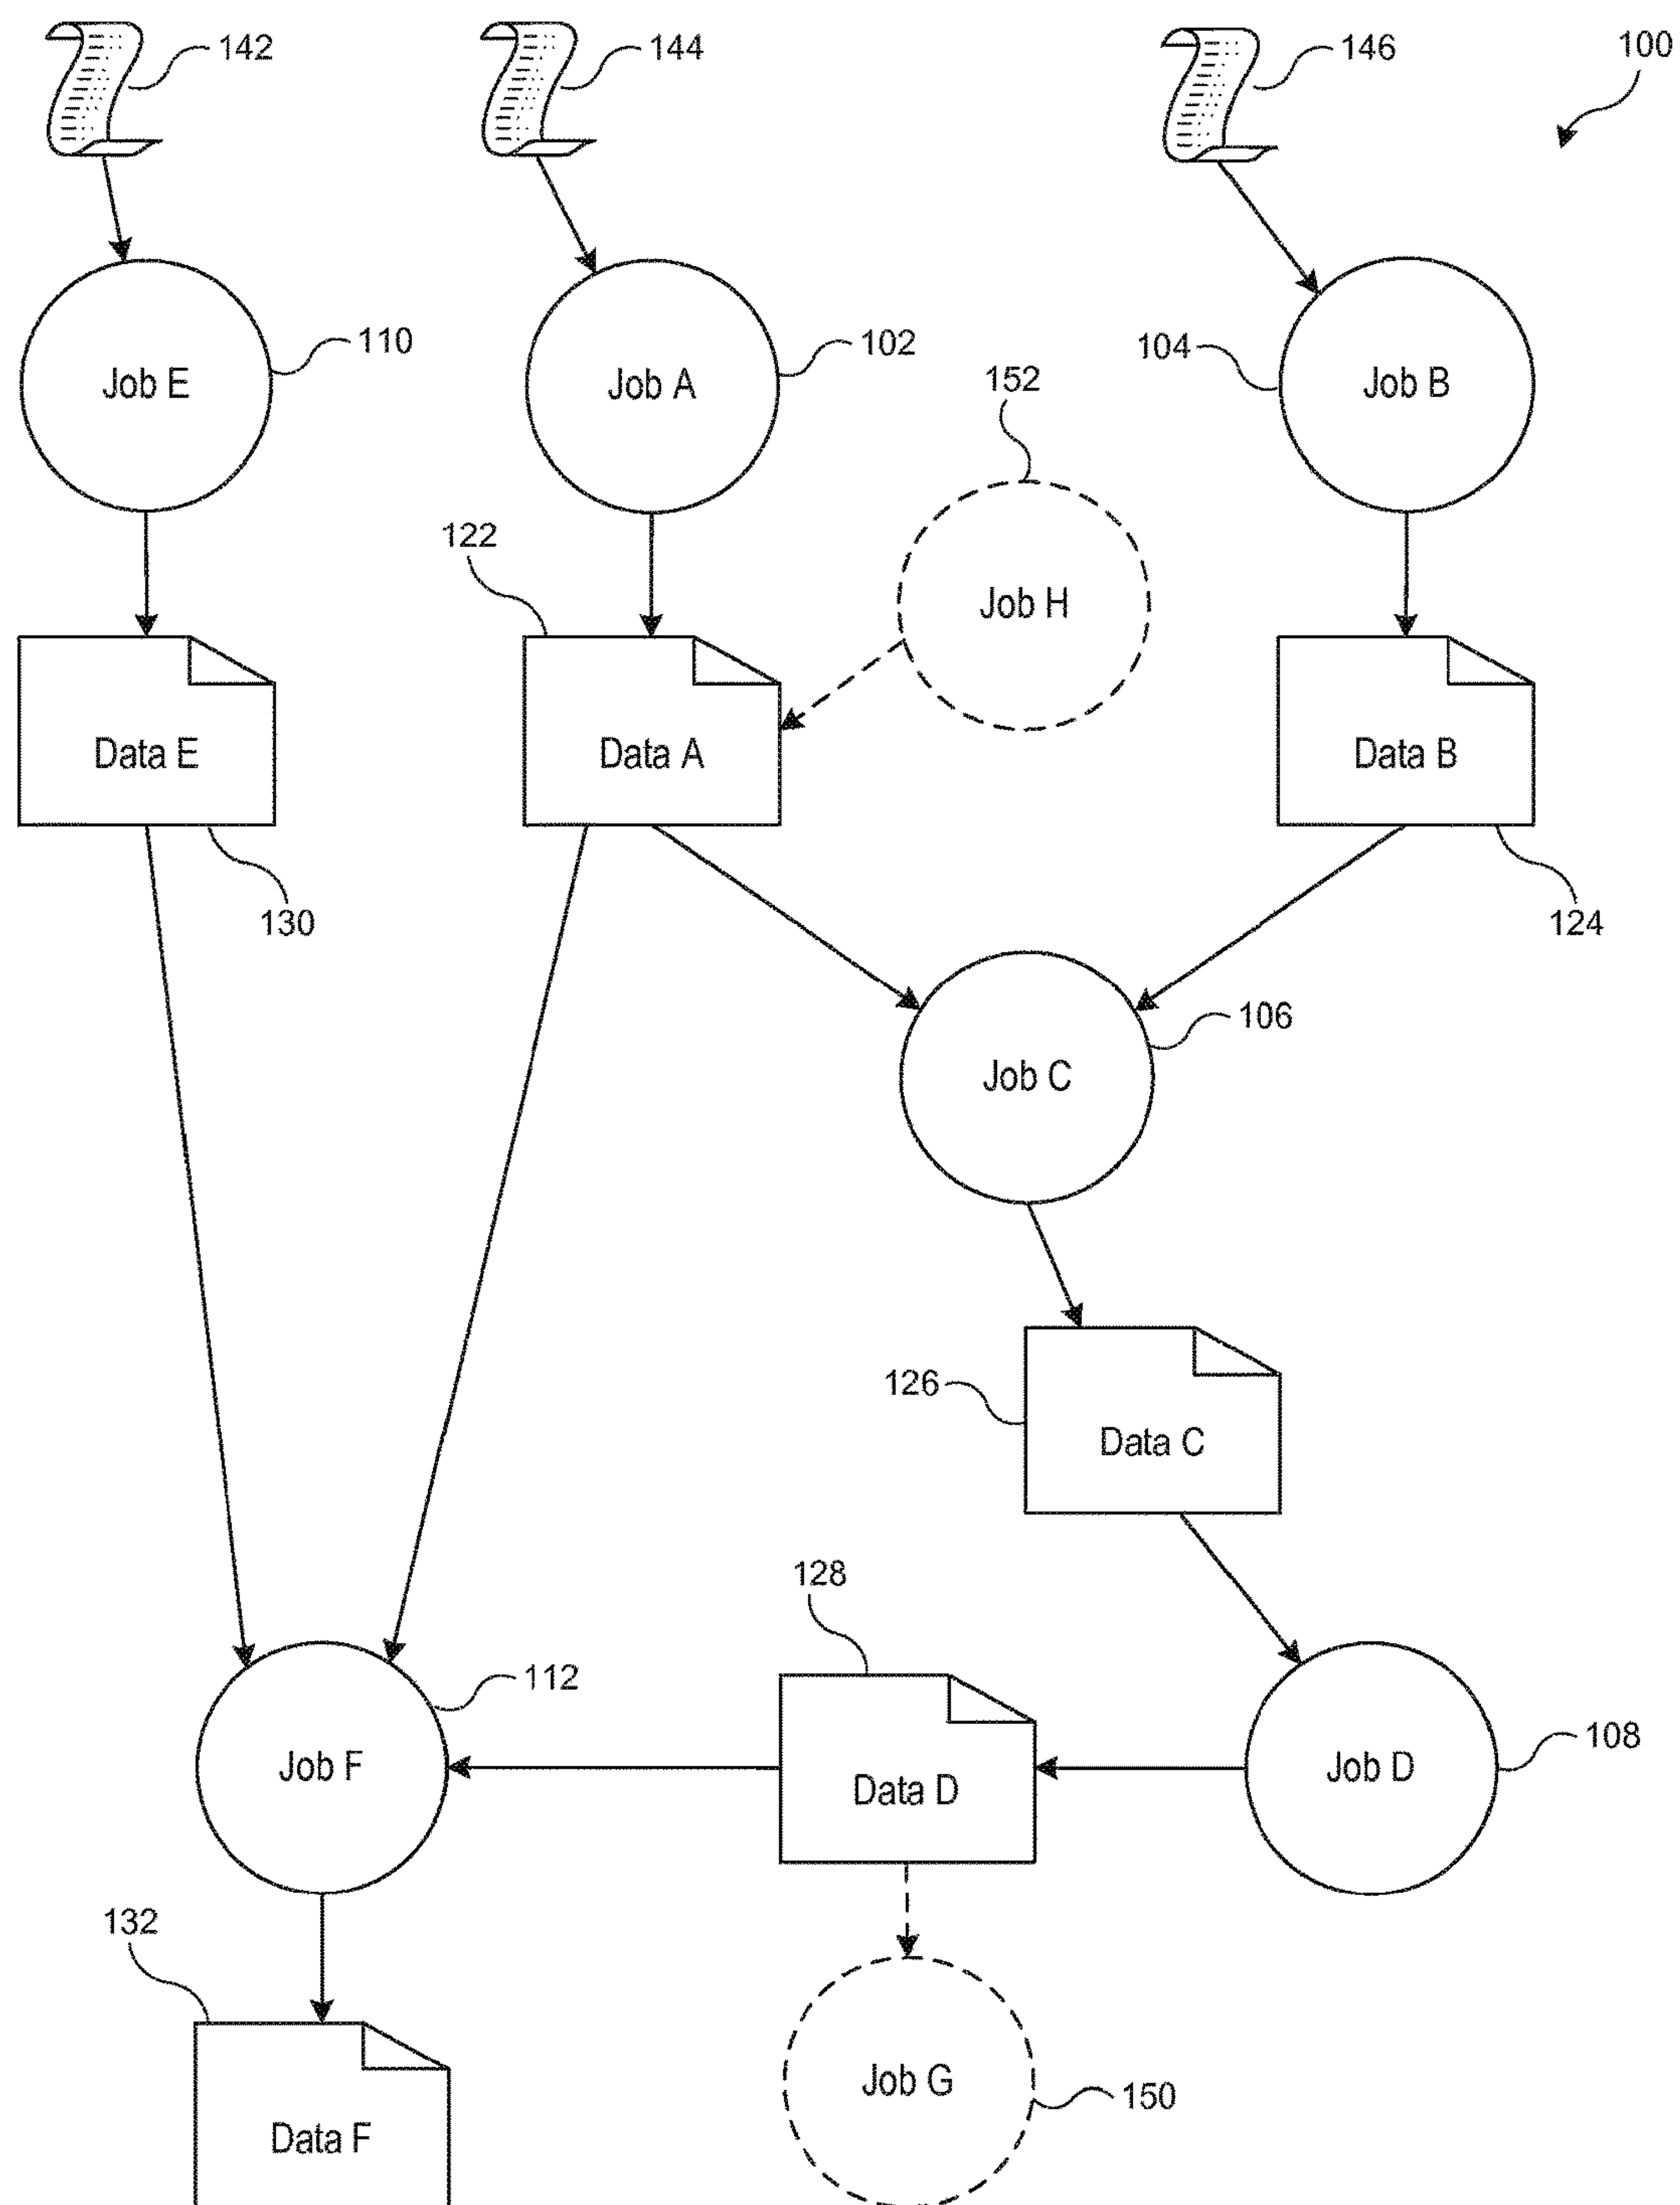 142
144
146
100
110
102
104
152
Job E
Job A
Job B
122
Job H
Data E
Data A
Data B
130
124
106
Job C
126
Data C
128
112
108
Job F
Data D
Job D
132
Job G
150
Data F